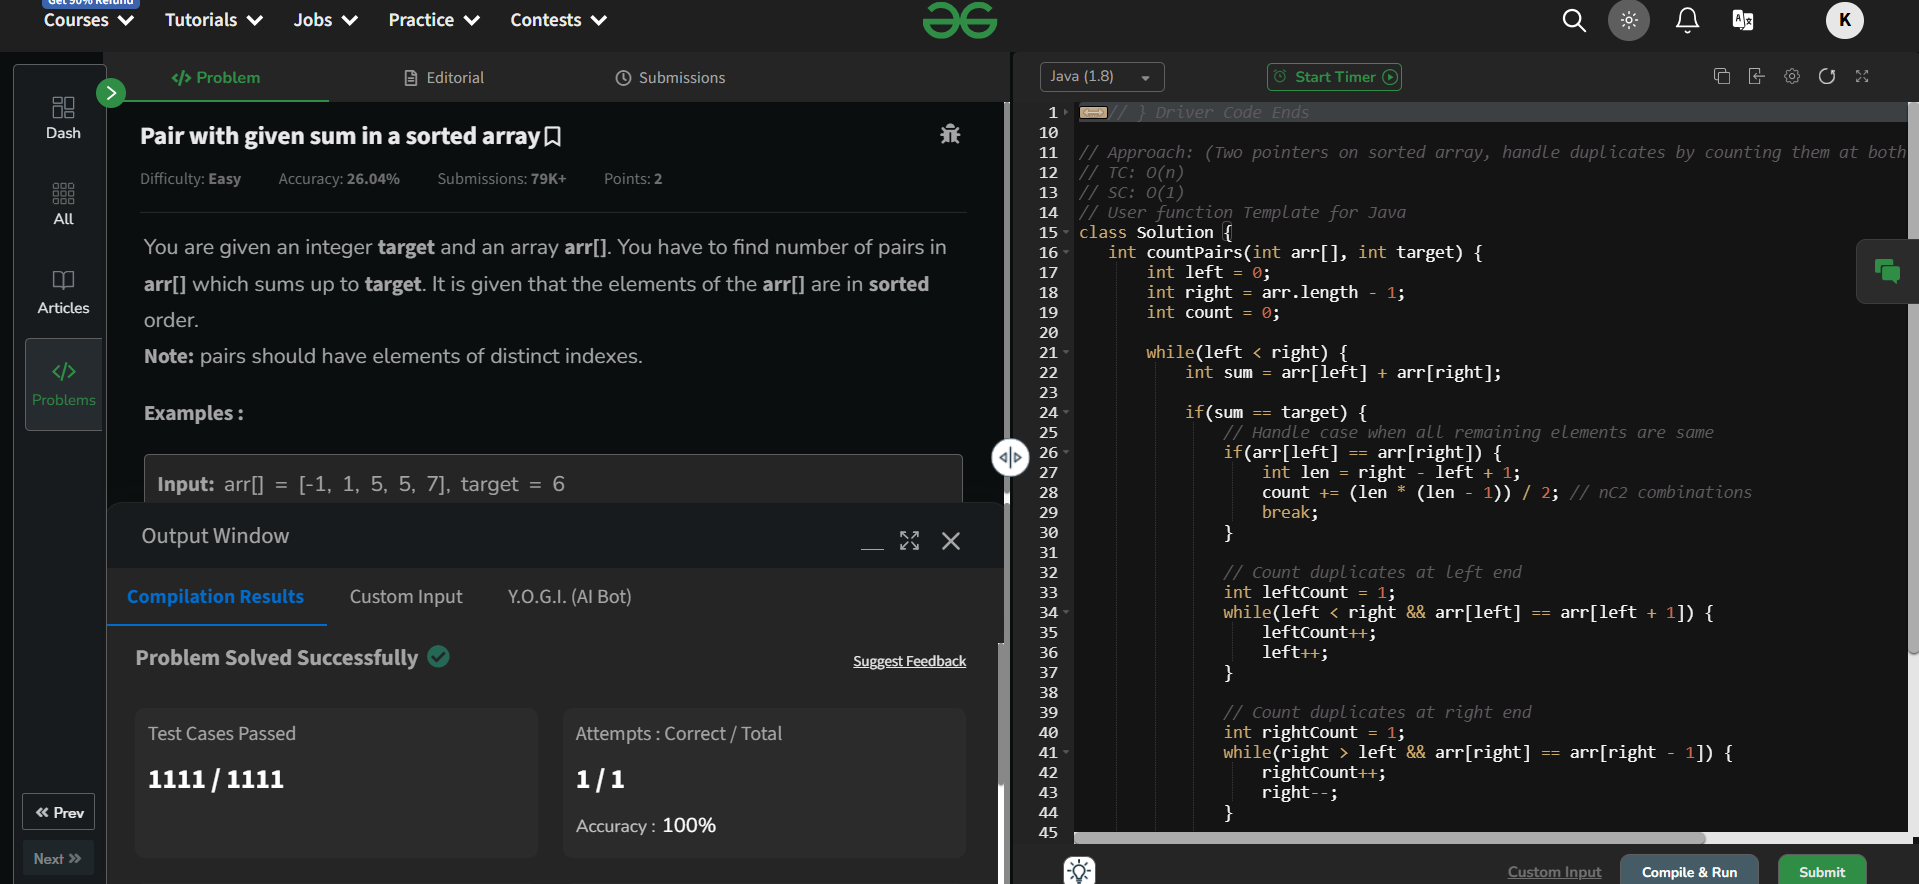 Get 90% Refund
Courses
Tutorials
Jobs
Practice
Contests
K
Dash
All
Articles
Problems
Prev
Next
Problem
Editorial
Submissions
Pair with given sum in a sorted array
Difficulty: Easy
Accuracy: 26.04%
Submissions: 79K+
Points: 2
You are given an integer target and an array arr[]. You have to find number of pairs in
arr[] which sums up to target. It is given that the elements of the arr[] are in sorted
order.
Note: pairs should have elements of distinct indexes.
Examples :
Input: arr[] = [-1, 1, 5, 5, 7], target = 6
Output Window
Compilation Results
Custom Input
Y.O.G.I. (AI Bot)
Problem Solved Successfully
Suggest Feedback
Test Cases Passed
1111 / 1111
Attempts : Correct / Total
1 / 1
Accuracy : 100%
Java (1.8)
Start Timer
1 // } Driver Code Ends
10
11 // Approach: (Two pointers on sorted array, handle duplicates by counting them at both
12 // TC: O(n)
13 // SC: O(1)
14 // User function Template for Java
15 class Solution {
16 int countPairs(int arr[], int target) {
17 int left = 0;
18 int right = arr.length - 1;
19 int count = 0;
20
21 while(left < right) {
22 int sum = arr[left] + arr[right];
23
24 if(sum == target) {
25 // Handle case when all remaining elements are same
26 if(arr[left] == arr[right]) {
27 int len = right - left + 1;
28 count += (len * (len - 1)) / 2; // nC2 combinations
29 break;
30 }
31
32 // Count duplicates at left end
33 int leftCount = 1;
34 while(left < right && arr[left] == arr[left + 1]) {
35 leftCount++;
36 left++;
37 }
38
39 // Count duplicates at right end
40 int rightCount = 1;
41 while(right > left && arr[right] == arr[right - 1]) {
42 rightCount++;
43 right--;
44 }
45
Custom Input
Compile & Run
Submit